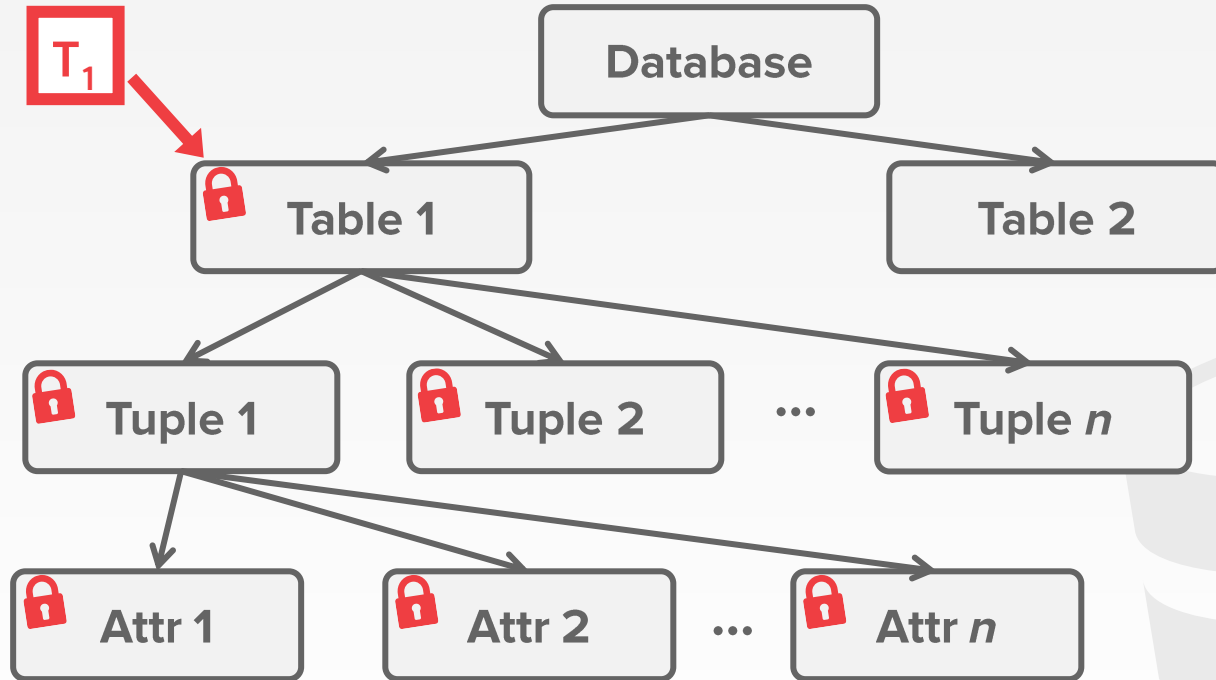 T1
Database
Table 1
Table 2
Tuple 1
Tuple 2
...
Tuple n
Attr 1
Attr 2
...
Attr n